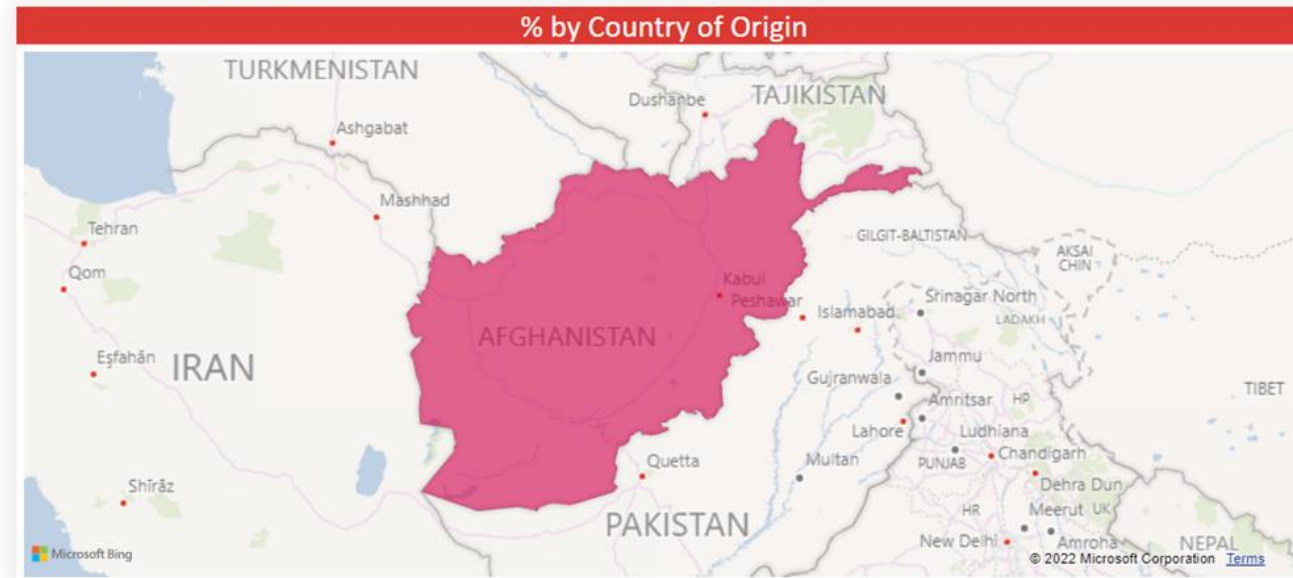 % by Country of Origin
TURKMENISTAN
Dushanbe
TAJIKISTAN
Ashgabat
Mashhad
Tehran
GILGIT-BALTISTAN
AKSAI
CHIN
Qom
Kabul
Peshawar
Islamabad
Srinagar North
LADAKH
AFGHANISTAN
Eşfahān
IRAN
Jammu
Gujranwala
TIBET
Amritsar
HP
Lahore
Ludhiana
Quetta
Multan
PUNJAB
Chandigarh
Shīrāz
Dehra Dun
HR
Meerut
UK
PAKISTAN
New Delhi
Amroha
NEPAL
Microsoft Bing
© 2022 Microsoft Corporation Terms